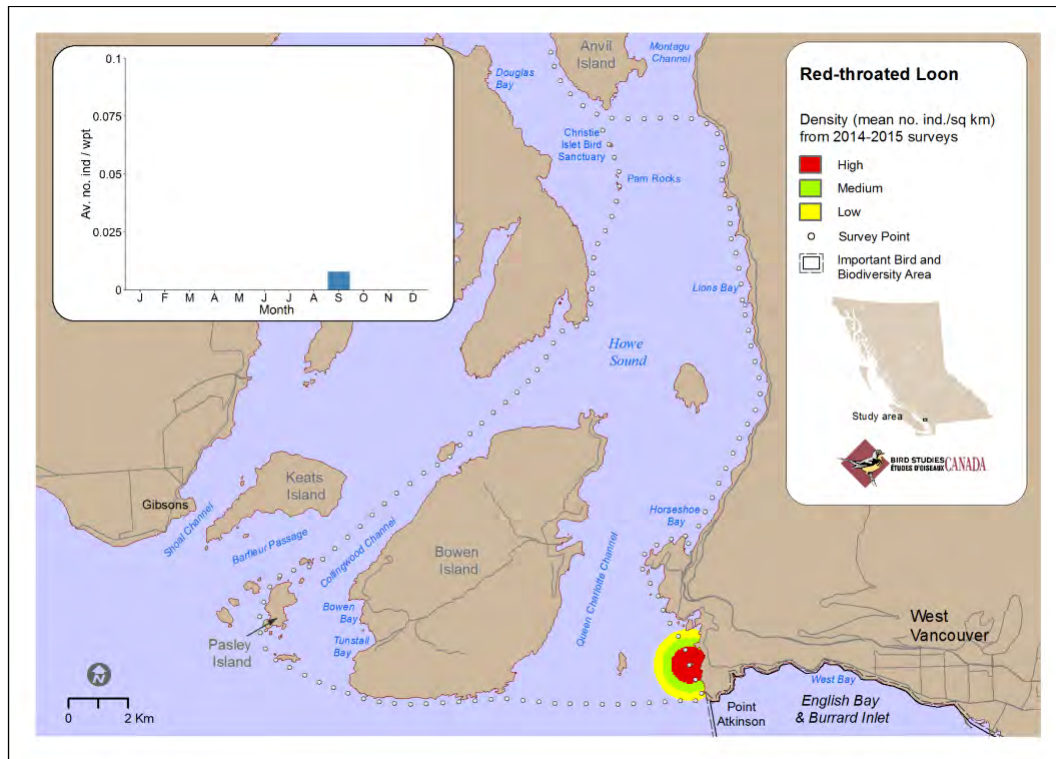 0.1
0.075
0.05
0.025
0
Av. no. ind / wpt
J F M A M J J A S O N D
Month
Anvil
Island
Montagu
Channel
Douglas
Bay
Christie
Islet Bird
Sanctuary
Pam Rocks
Lions Bay
Howe
Sound
Keats
Island
Gibsons
Shoal Channel
Barfleur Passage
Collingwood Channel
Horseshoe
Bay
Bowen
Island
Queen Charlotte Channel
Bowen
Bay
Tunstall
Bay
Pasley
Island
West
Vancouver
West Bay
English Bay
& Burrard Inlet
Point
Atkinson
N
0 2 Km
Red-throated Loon
Density (mean no. ind./sq km)
from 2014-2015 surveys
High
Medium
Low
Survey Point
Important Bird and
Biodiversity Area
Study area
BIRD STUDIES
ÉTUDES D'OISEAUX CANADA